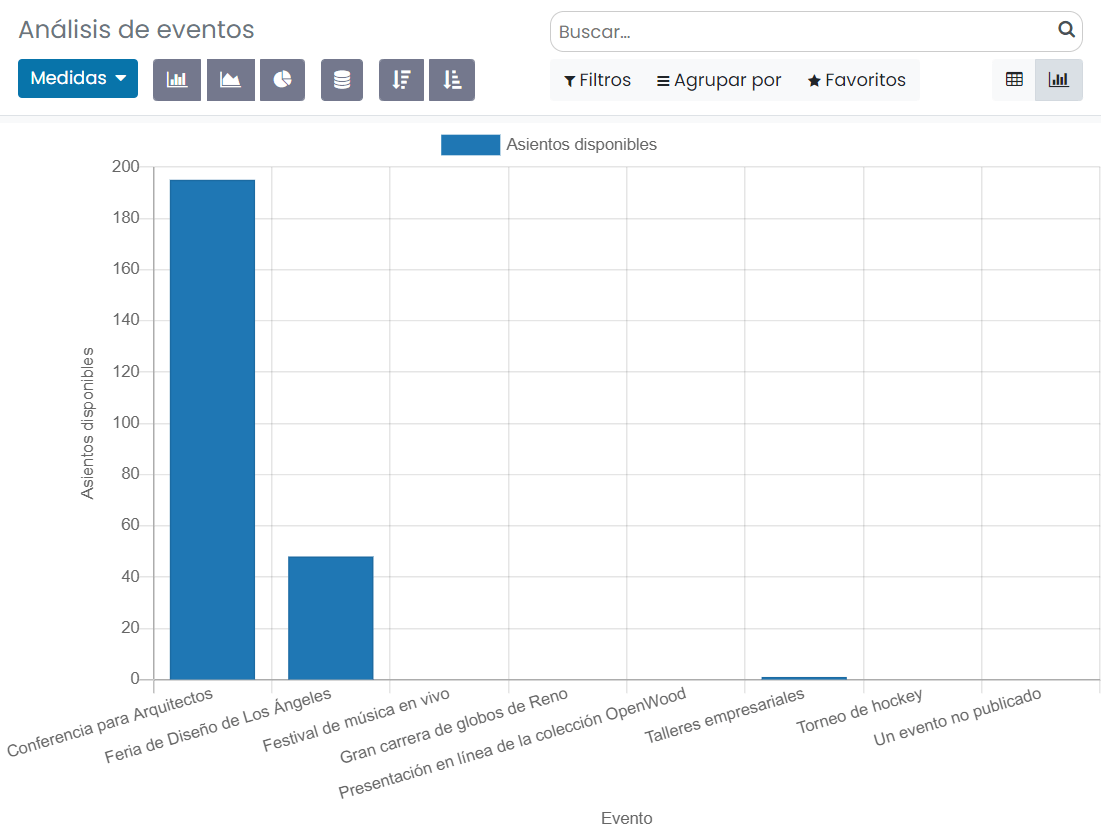 Análisis de eventos
Buscar...
Medidas
Filtros
Agrupar por
Favoritos
Asientos disponibles
200
180
160
140
120
100
80
60
40
20
0
Asientos disponibles
Conferencia para Arquitectos
Feria de Diseño de Los Ángeles
Festival de música en vivo
Gran carrera de globos de Reno
Presentación en línea de la colección OpenWood
Talleres empresariales
Torneo de hockey
Un evento no publicado
Evento